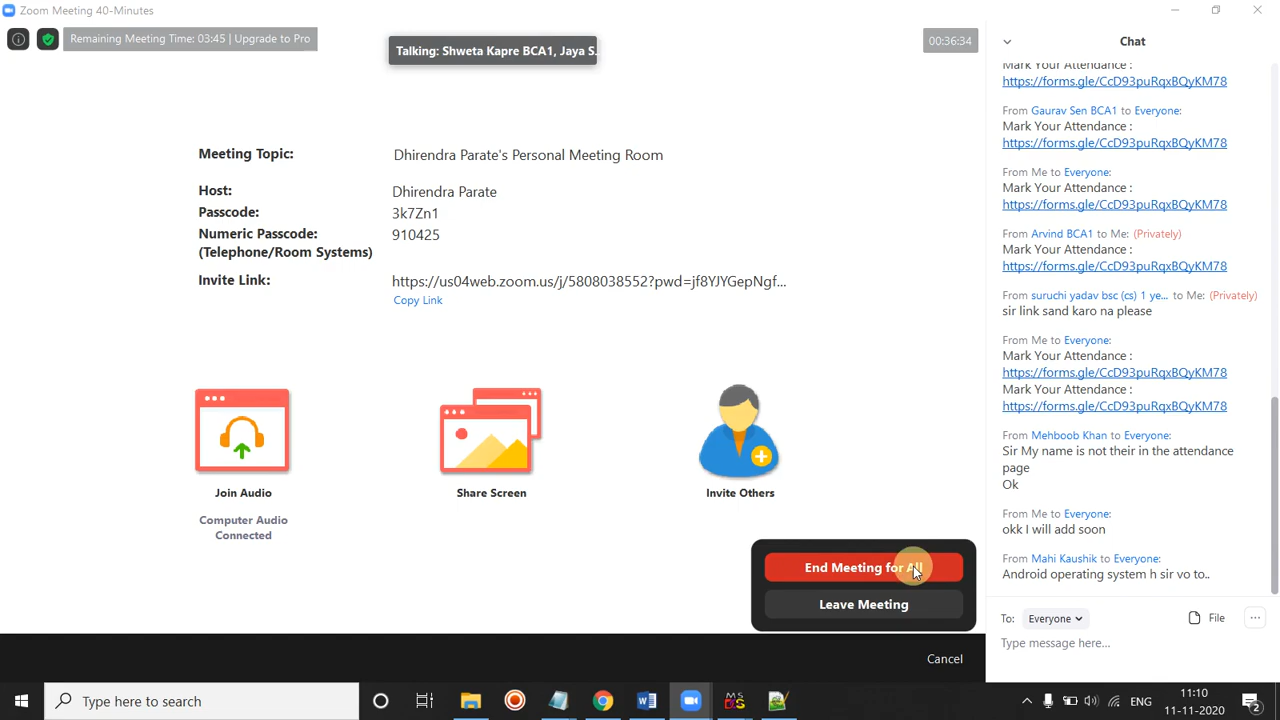 Zoom Meeting 40-Minutes
Remaining Meeting Time: 03:45 | Upgrade to Pro
Talking: Shweta Kapre BCA1, Jaya S.
00:36:34
Meeting Topic: Dhirendra Parate's Personal Meeting Room
Host: Dhirendra Parate
Passcode: 3k7Zn1
Numeric Passcode: 910425
(Telephone/Room Systems)
Invite Link: https://us04web.zoom.us/j/5808038552?pwd=jf8YJYGepNgf...
Copy Link
Join Audio
Computer Audio
Connected
Share Screen
Invite Others
End Meeting for All
Leave Meeting
Cancel
Chat
Mark Your Attendance :
https://forms.gle/CcD93puRqxBQyKM78
From Gaurav Sen BCA1 to Everyone:
Mark Your Attendance :
https://forms.gle/CcD93puRqxBQyKM78
From Me to Everyone:
Mark Your Attendance :
https://forms.gle/CcD93puRqxBQyKM78
From Arvind BCA1 to Me: (Privately)
Mark Your Attendance :
https://forms.gle/CcD93puRqxBQyKM78
From suruchi yadav bsc (cs) 1 ye... to Me: (Privately)
sir link sand karo na please
From Me to Everyone:
Mark Your Attendance :
https://forms.gle/CcD93puRqxBQyKM78
Mark Your Attendance :
https://forms.gle/CcD93puRqxBQyKM78
From Mehboob Khan to Everyone:
Sir My name is not their in the attendance
page
Ok
From Me to Everyone:
okk I will add soon
From Mahi Kaushik to Everyone:
Android operating system h sir vo to..
To: Everyone File ...
Type message here...
Type here to search
ENG
11:10
11-11-2020
2